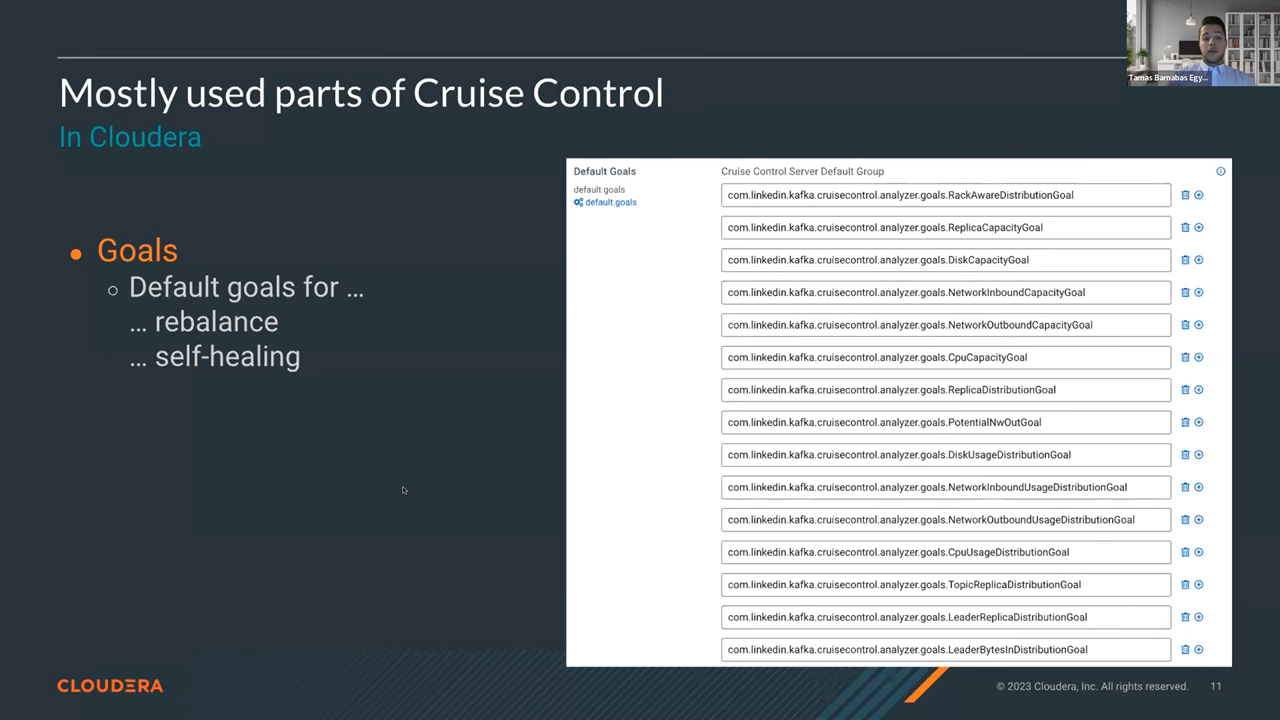 Tamas Barnabas Egy...
Mostly used parts of Cruise Control
In Cloudera
Goals
Default goals for ...
... rebalance
... self-healing
Default Goals
default.goals
default.goals
Cruise Control Server Default Group
com.linkedin.kafka.cruisecontrol.analyzer.goals.RackAwareDistributionGoal
com.linkedin.kafka.cruisecontrol.analyzer.goals.ReplicaCapacityGoal
com.linkedin.kafka.cruisecontrol.analyzer.goals.DiskCapacityGoal
com.linkedin.kafka.cruisecontrol.analyzer.goals.NetworkInboundCapacityGoal
com.linkedin.kafka.cruisecontrol.analyzer.goals.NetworkOutboundCapacityGoal
com.linkedin.kafka.cruisecontrol.analyzer.goals.CpuCapacityGoal
com.linkedin.kafka.cruisecontrol.analyzer.goals.ReplicaDistributionGoal
com.linkedin.kafka.cruisecontrol.analyzer.goals.PotentialNwOutGoal
com.linkedin.kafka.cruisecontrol.analyzer.goals.DiskUsageDistributionGoal
com.linkedin.kafka.cruisecontrol.analyzer.goals.NetworkInboundUsageDistributionGoal
com.linkedin.kafka.cruisecontrol.analyzer.goals.NetworkOutboundUsageDistributionGoal
com.linkedin.kafka.cruisecontrol.analyzer.goals.CpuUsageDistributionGoal
com.linkedin.kafka.cruisecontrol.analyzer.goals.TopicReplicaDistributionGoal
com.linkedin.kafka.cruisecontrol.analyzer.goals.LeaderReplicaDistributionGoal
com.linkedin.kafka.cruisecontrol.analyzer.goals.LeaderBytesInDistributionGoal
CLOUDERA
© 2023 Cloudera, Inc. All rights reserved. 11